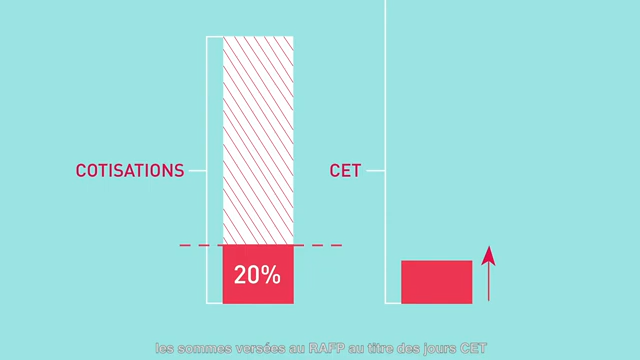 COTISATIONS
CET
20%
les sommes versées au RAFP au titre des jours CET